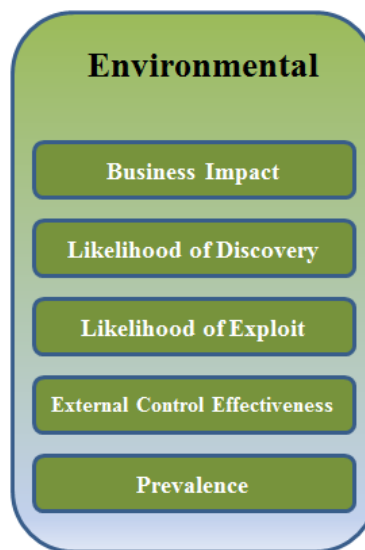 Environmental
Business Impact
Likelihood of Discovery
Likelihood of Exploit
External Control Effectiveness
Prevalence